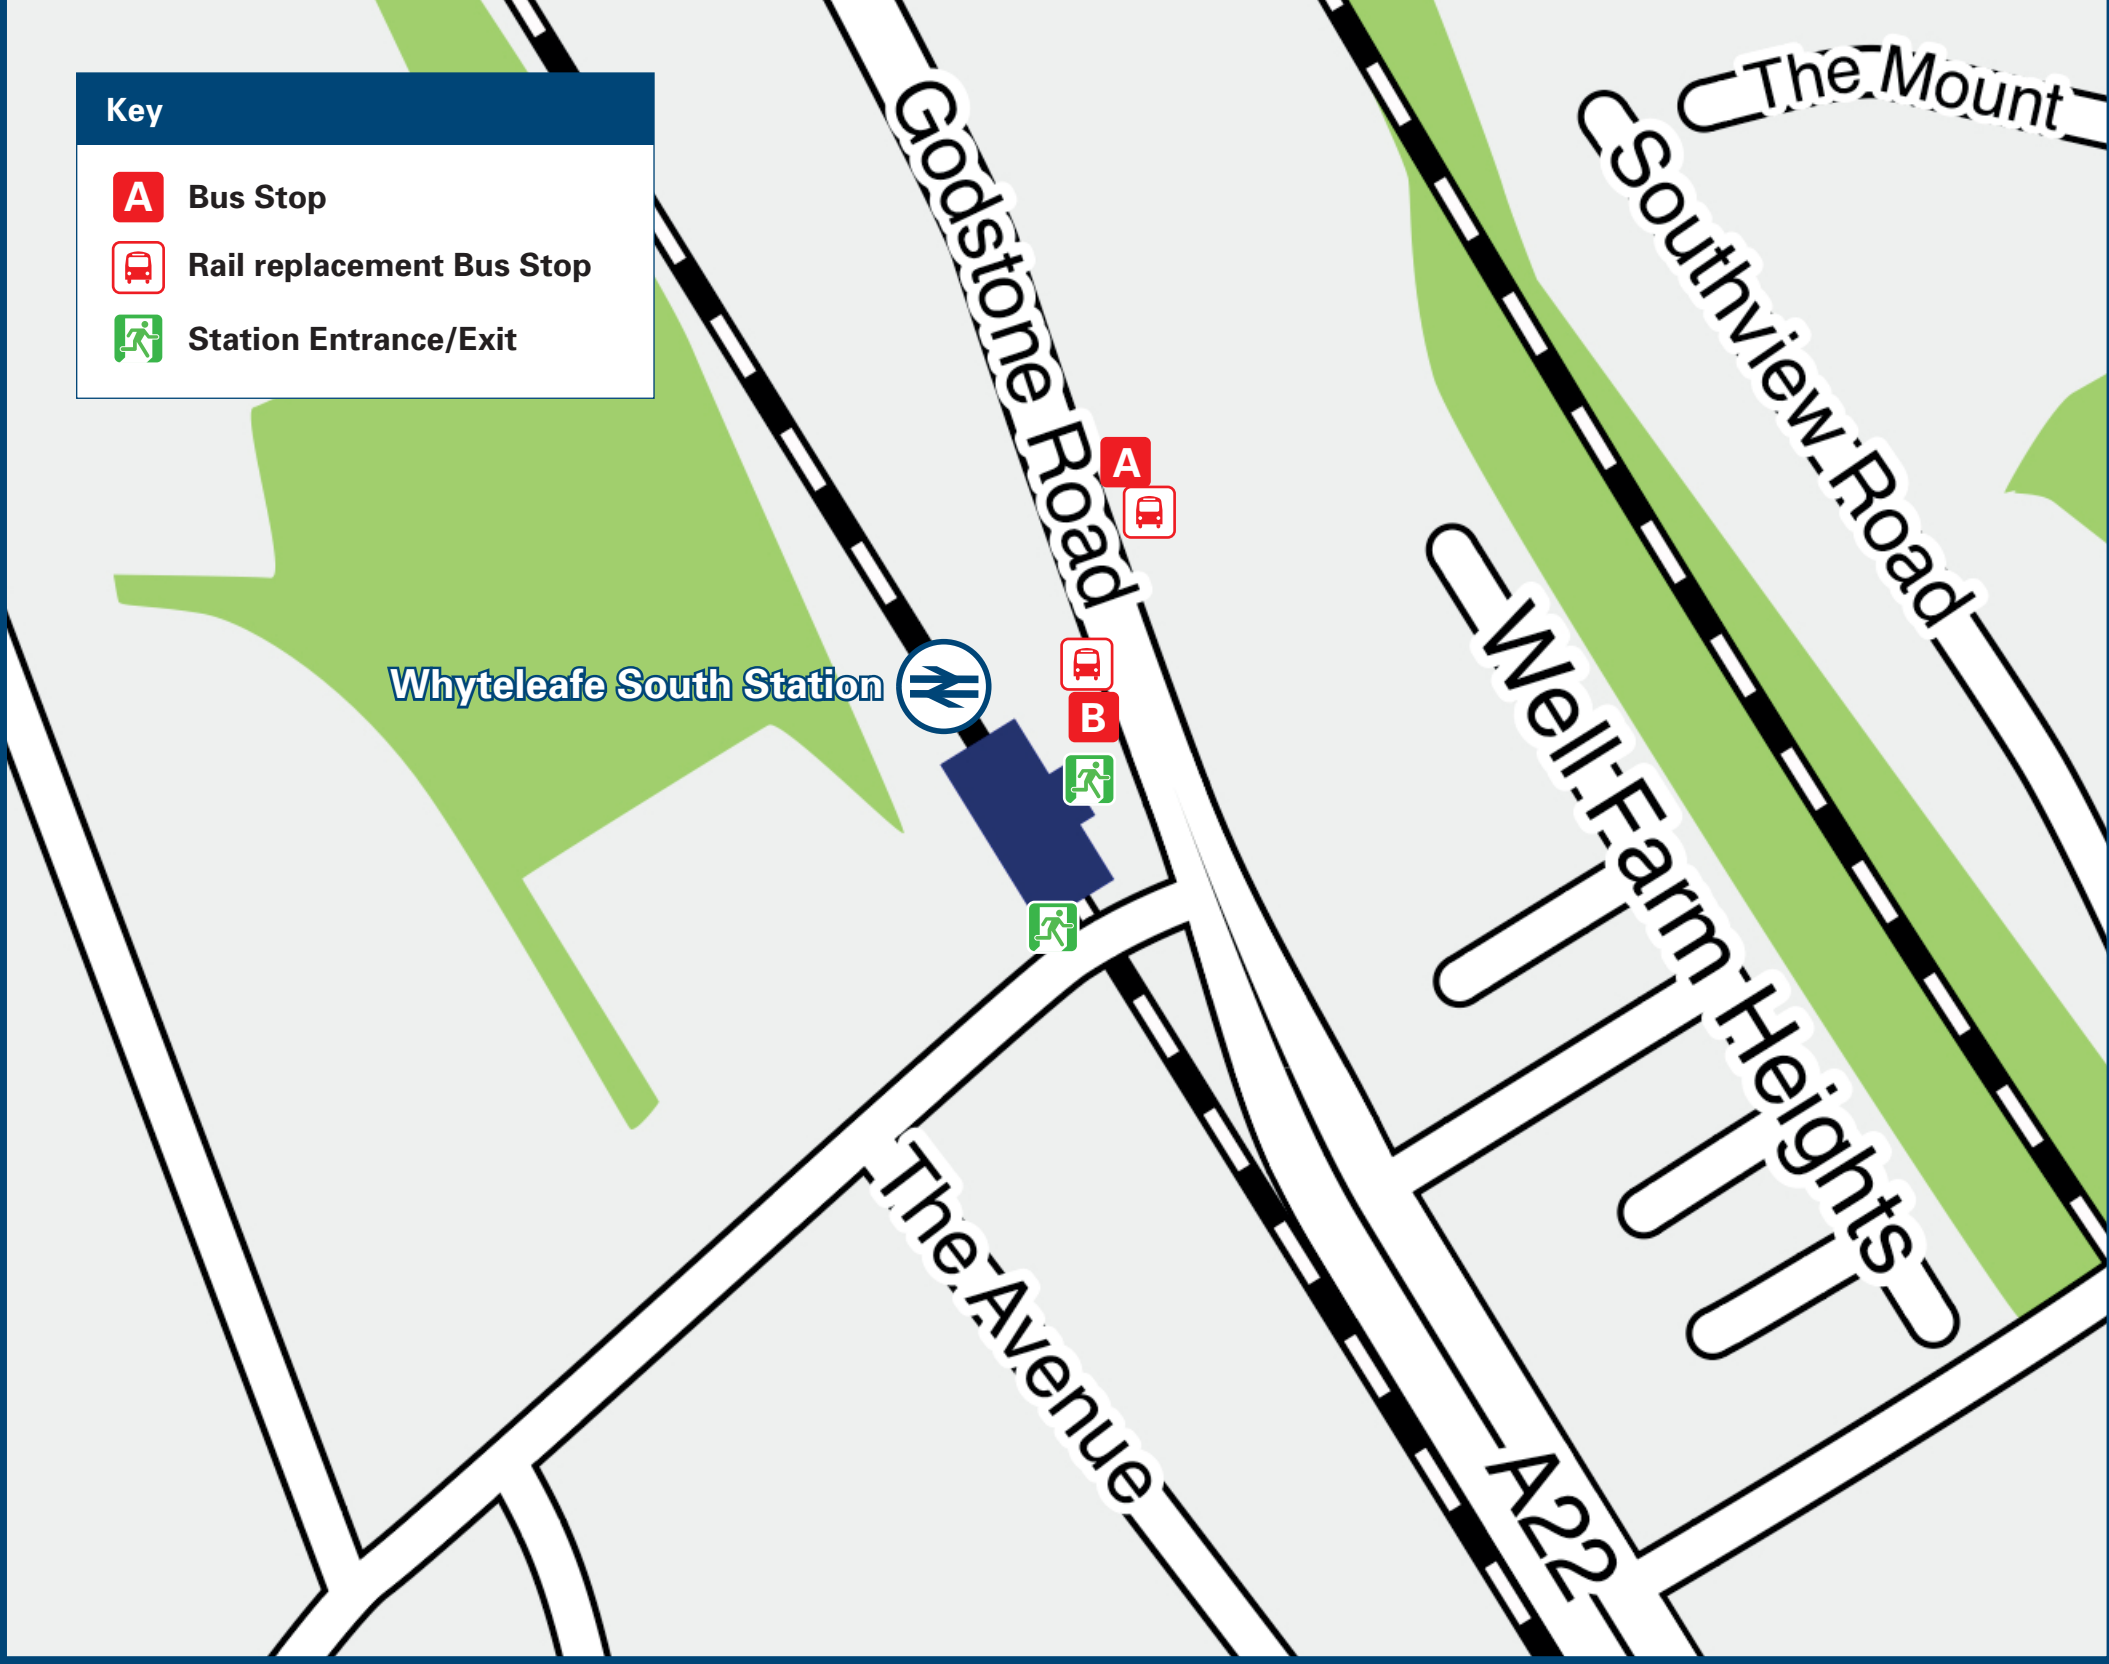 Key
A
Bus Stop
Rail replacement Bus Stop
Station Entrance/Exit
The Mount
Southview Road
Godstone Road
A
Well Farm Heights
Whyteleafe South Station
B
The Avenue
A22